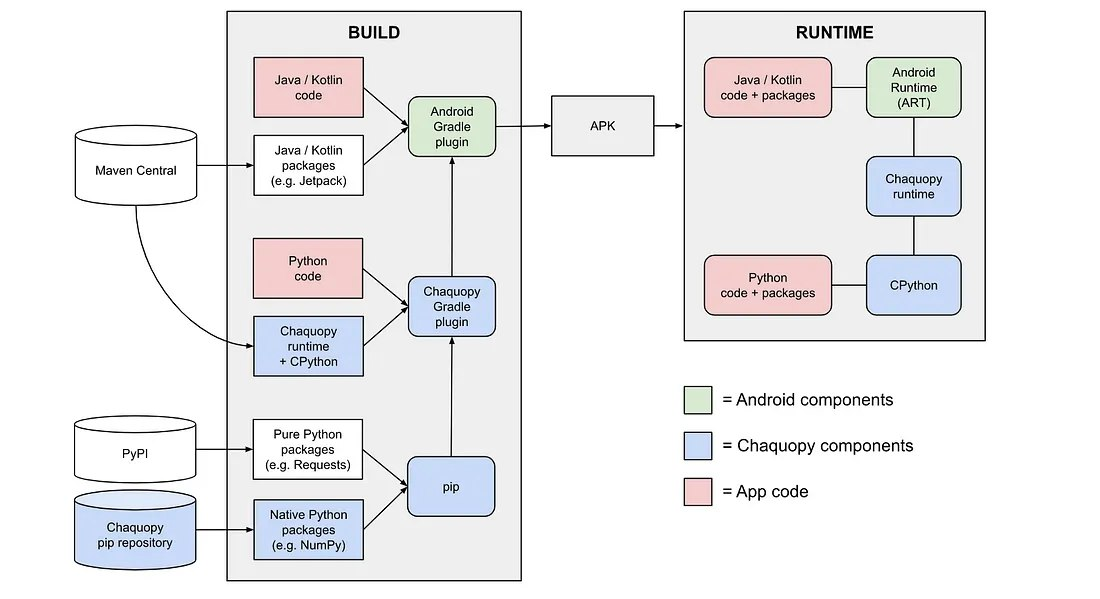 BUILD
Java / Kotlin
code
Java / Kotlin
packages
(e.g. Jetpack)
Android
Gradle
plugin
Maven Central
Python
code
Chaquopy
runtime
+ CPython
Chaquopy
Gradle
plugin
PyPI
Chaquopy
pip repository
Pure Python
packages
(e.g. Requests)
Native Python
packages
(e.g. NumPy)
pip
APK
RUNTIME
Java / Kotlin
code + packages
Android
Runtime
(ART)
Chaquopy
runtime
Python
code + packages
CPython
= Android components
= Chaquopy components
= App code